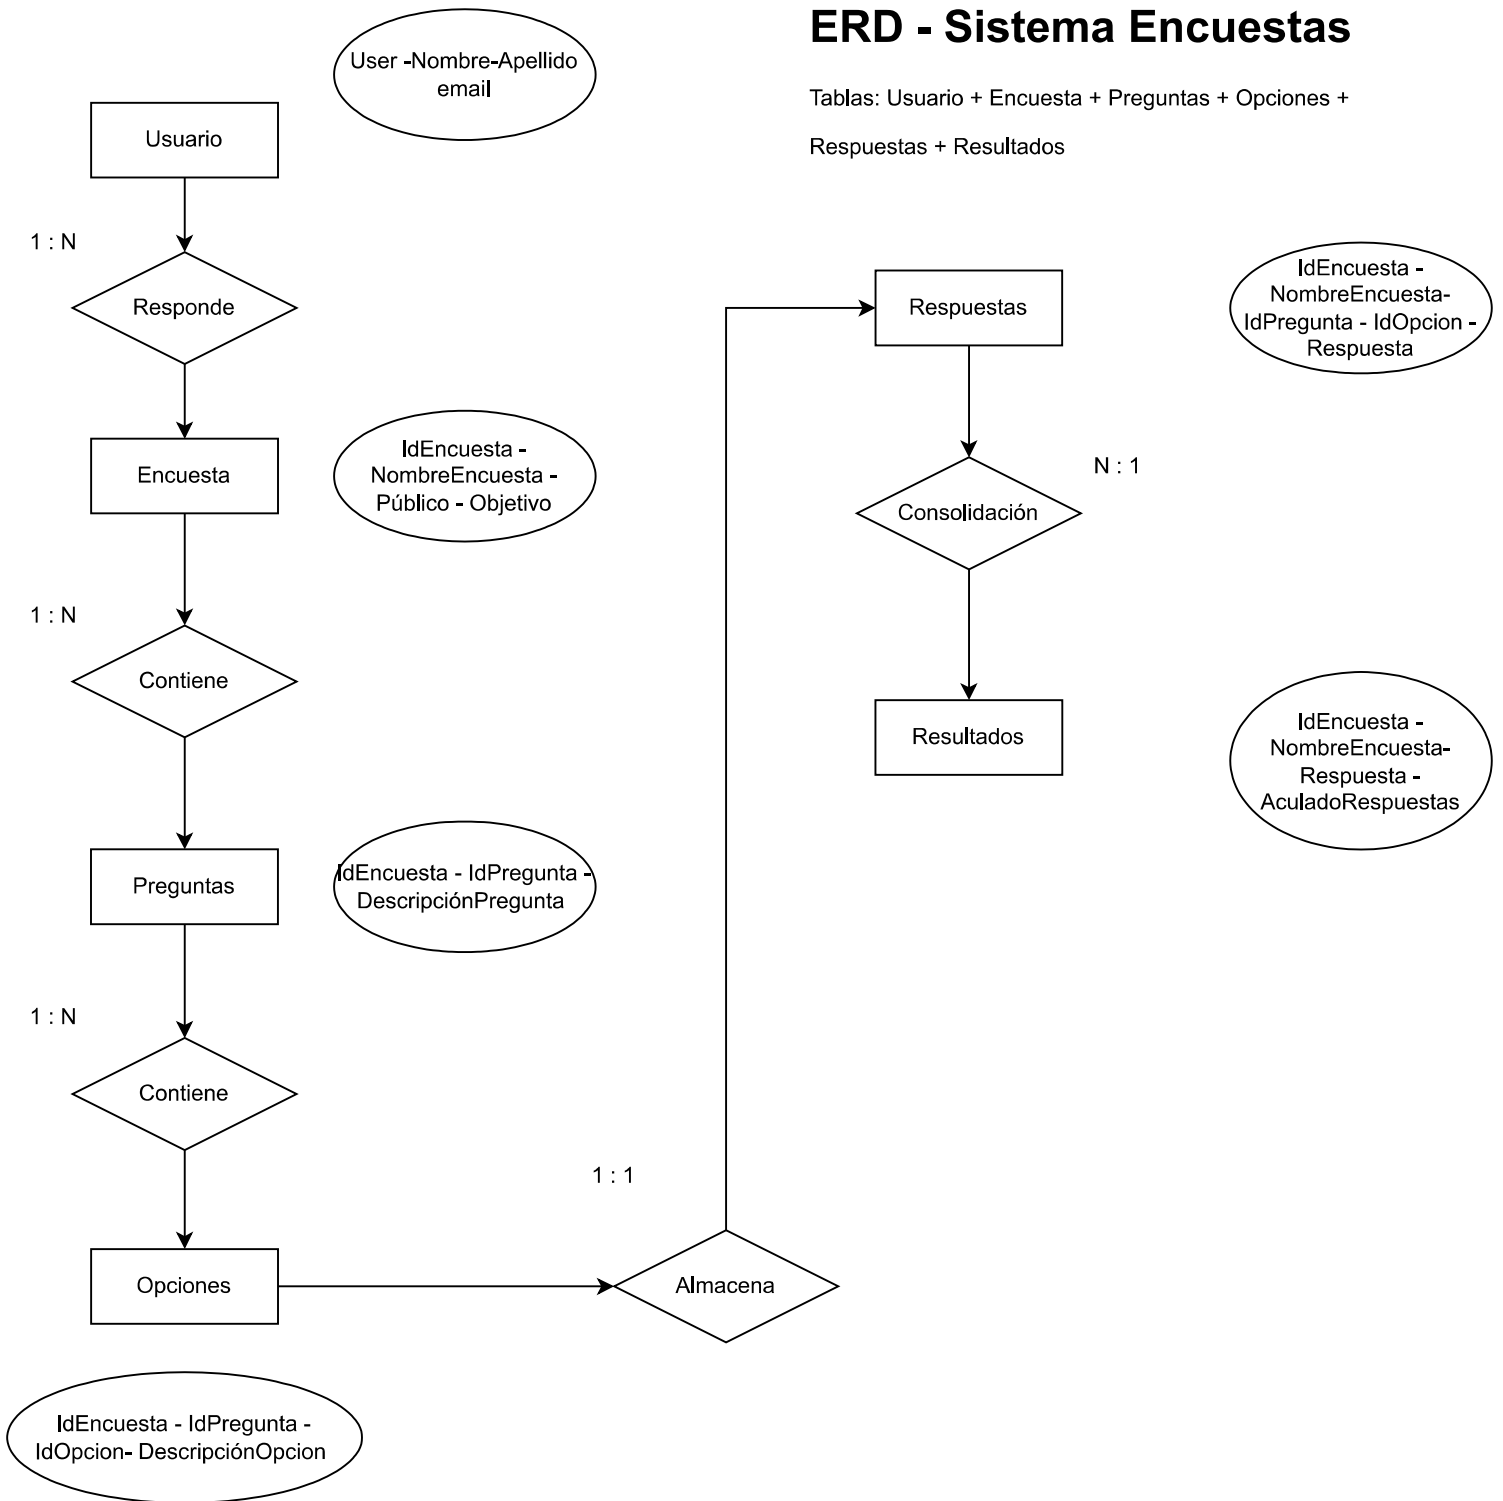 ERD - Sistema Encuestas
Tablas: Usuario + Encuesta + Preguntas + Opciones +
Respuestas + Resultados
User -Nombre-Apellido
email
Usuario
1 : N
Responde
Encuesta
IdEncuesta -
NombreEncuesta -
Público - Objetivo
1 : N
Contiene
Preguntas
IdEncuesta - IdPregunta -
DescripciónPregunta
1 : N
Contiene
Opciones
IdEncuesta - IdPregunta -
IdOpcion- DescripciónOpcion
1 : 1
Almacena
Respuestas
IdEncuesta -
NombreEncuesta-
IdPregunta - IdOpcion -
Respuesta
N : 1
Consolidación
Resultados
IdEncuesta -
NombreEncuesta-
Respuesta -
AculadoRespuestas